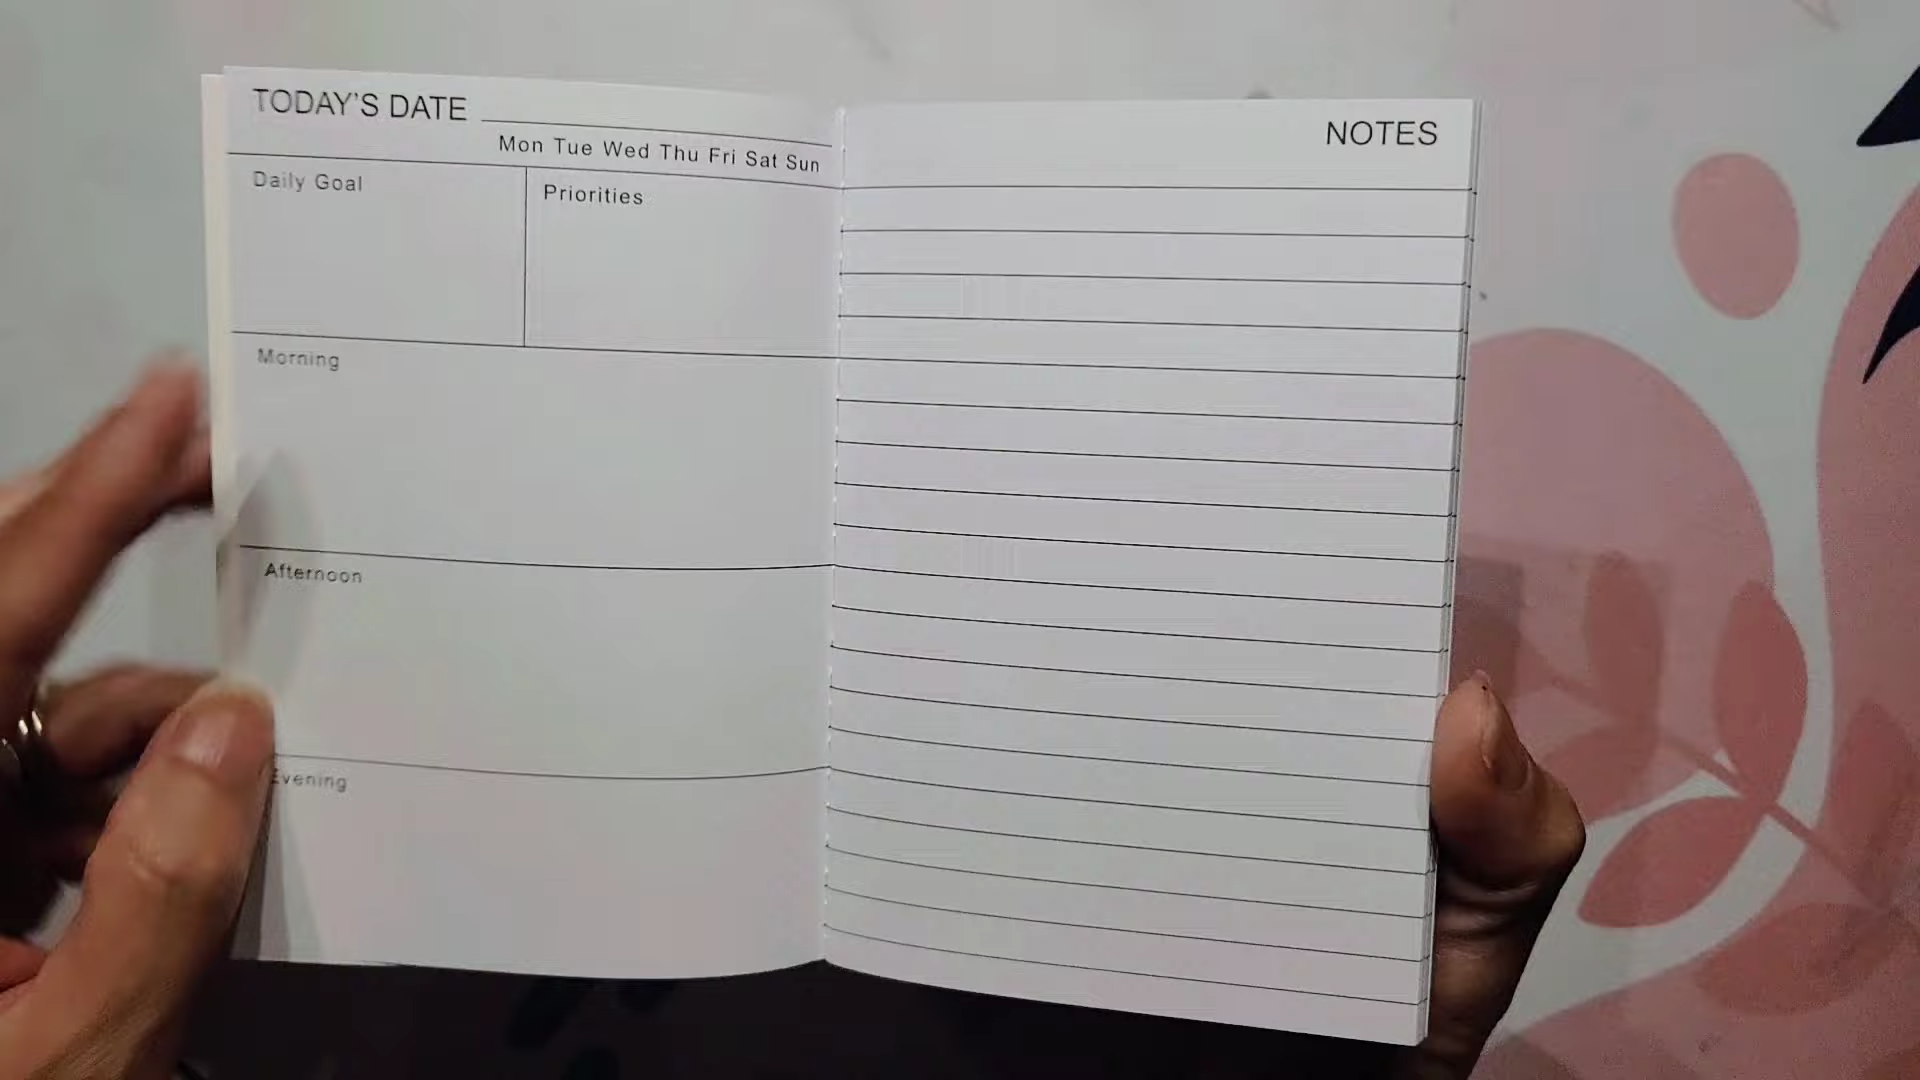 TODAY'S DATE
Mon Tue Wed Thu Fri Sat Sun
Daily Goal
Priorities
Morning
Afternoon
Evening
NOTES